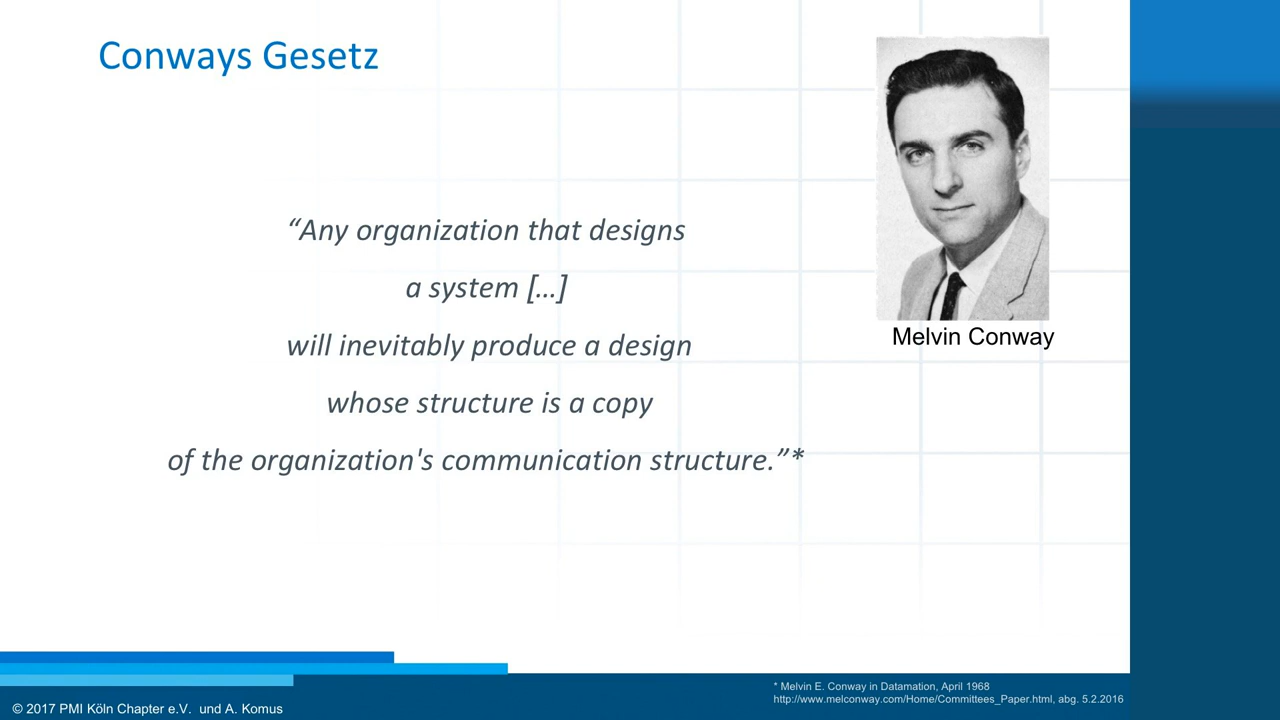 Conways Gesetz
“Any organization that designs
a system […]
will inevitably produce a design
whose structure is a copy
of the organization's communication structure.”*
Melvin Conway
* Melvin E. Conway in Datamation, April 1968
http://www.melconway.com/Home/Committees_Paper.html, abg. 5.2.2016
© 2017 PMI Köln Chapter e.V.  und A. Komus